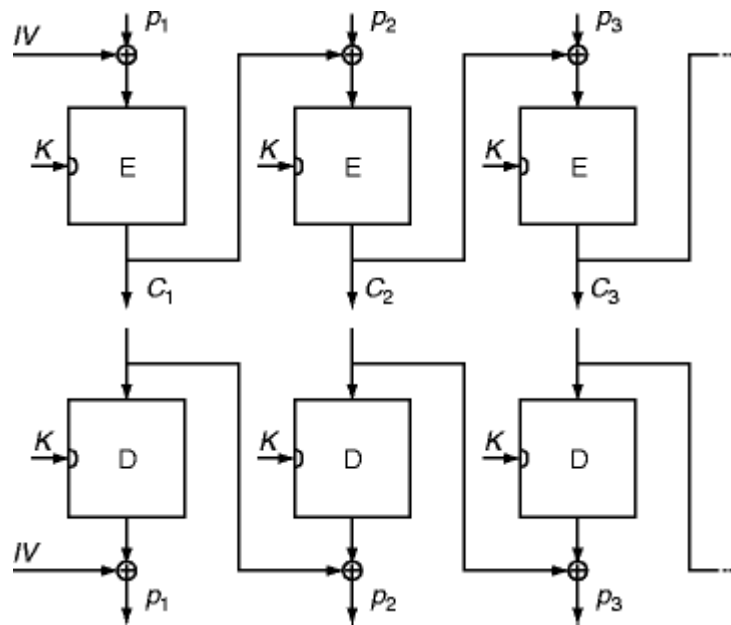 p₁ p₂ p₃
IV
E E E
K K K
C₁ C₂ C₃
D D D
K K K
IV
p₁ p₂ p₃